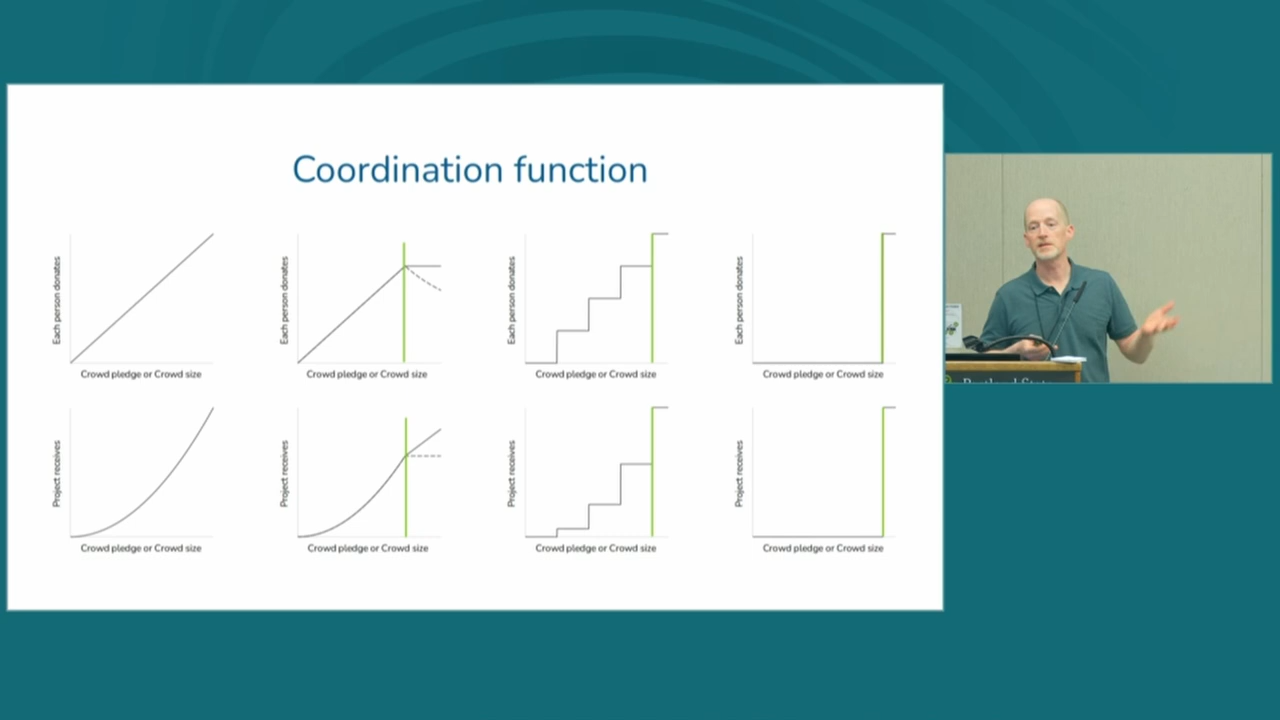 Coordination function
Each person donates
Crowd pledge or Crowd size
Each person donates
Crowd pledge or Crowd size
Each person donates
Crowd pledge or Crowd size
Each person donates
Crowd pledge or Crowd size
Project receives
Crowd pledge or Crowd size
Project receives
Crowd pledge or Crowd size
Project receives
Crowd pledge or Crowd size
Project receives
Crowd pledge or Crowd size
Portland State